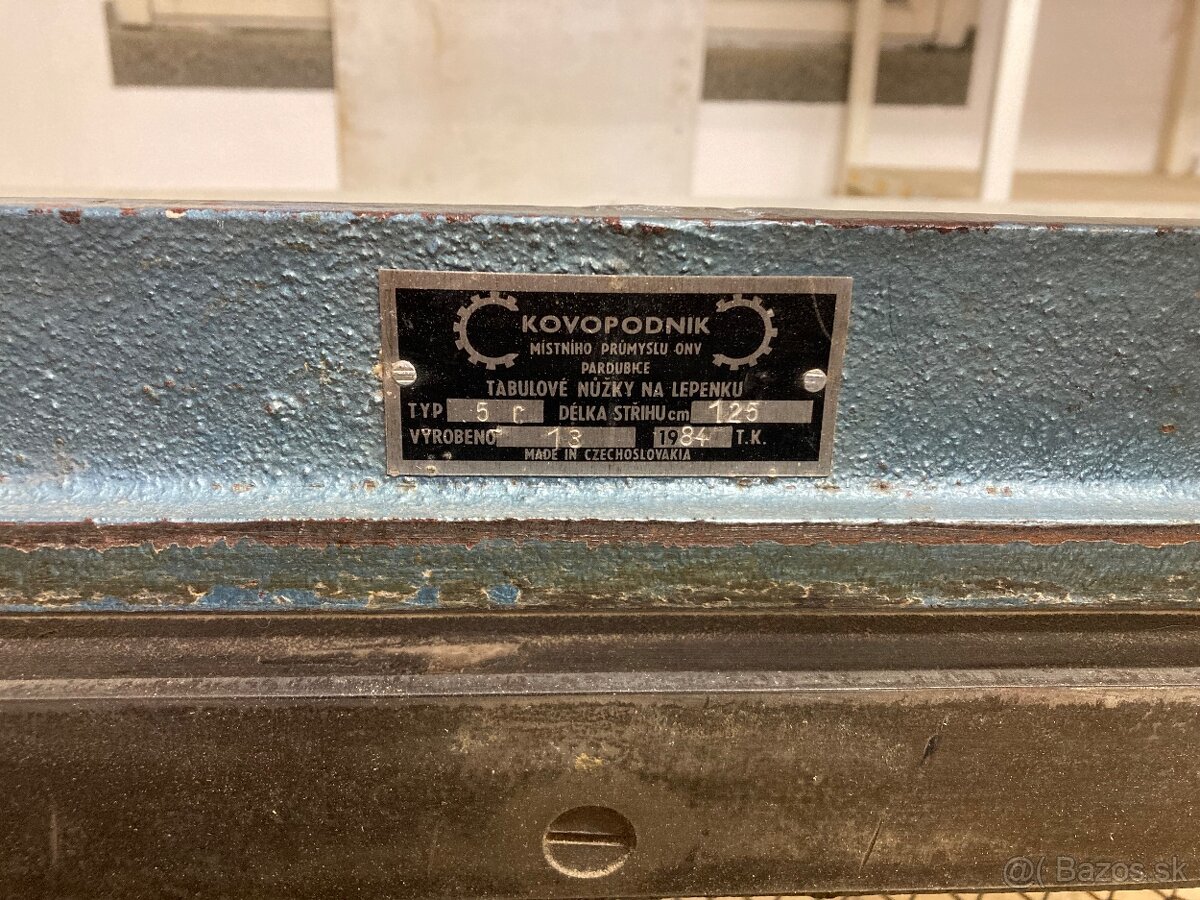 KOVOPODNIK
MÍSTNÍHO PRŮMYSLU ONV
PARDUBICE
TABULOVÉ NŮŽKY NA LEPENKU
TYP 5 DÉLKA STŘIHU cm 125
VÝROBENO 13 1984 T.K.
MADE IN CZECHOSLOVAKIA
@( Bazos.sk